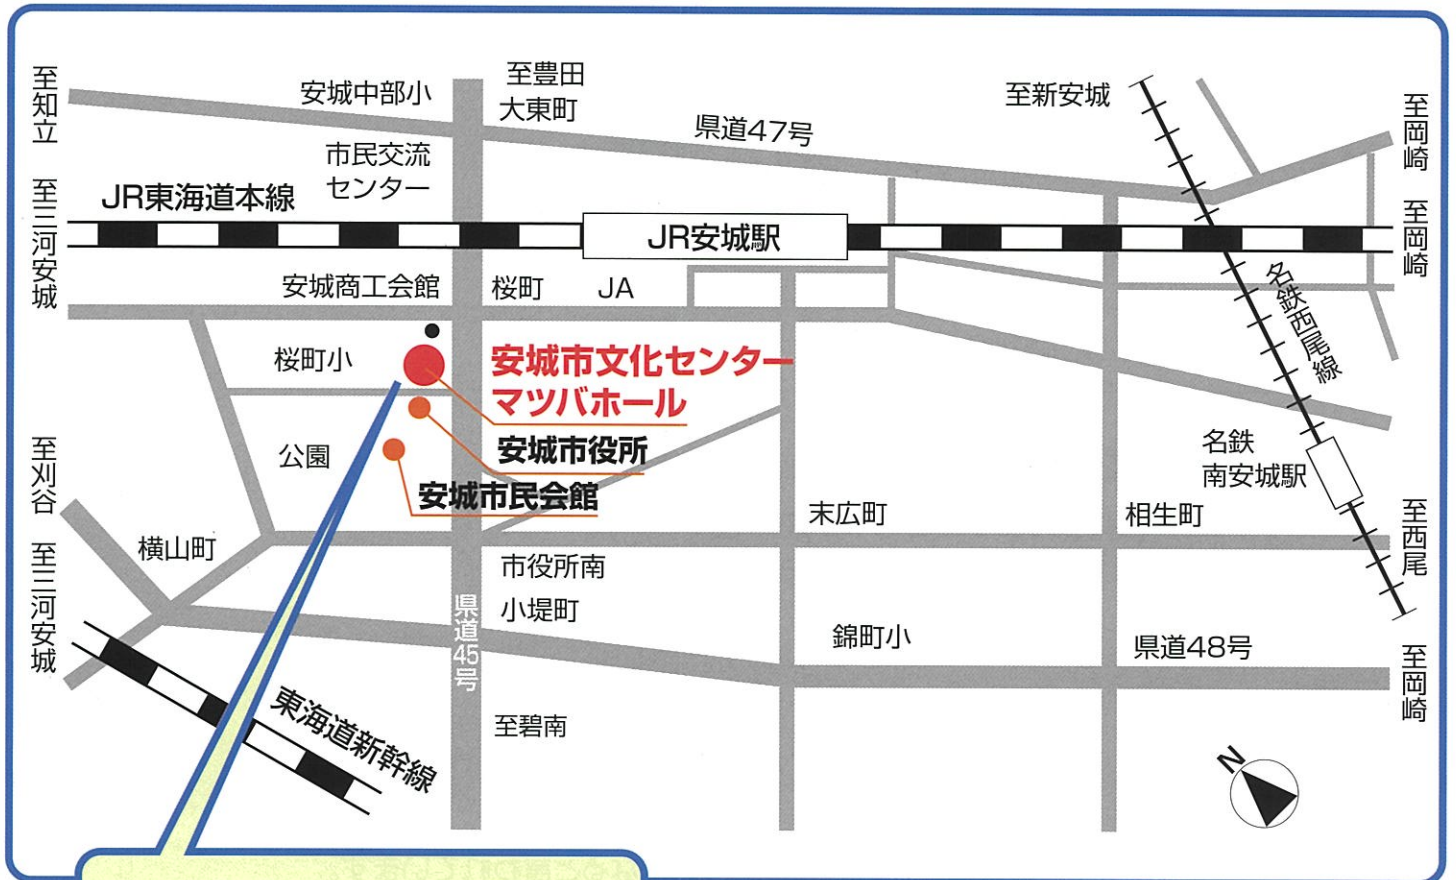 至知立
安城中部小
至豊田
大東町
県道47号
至新安城
至岡崎
市民交流
センター
至三河安城
JR東海道本線
JR安城駅
至岡崎
安城商工会館
桜町
JA
名鉄西尾線
桜町小
安城市文化センター
マツバホール
安城市役所
公園
安城市民会館
至刈谷
名鉄
南安城駅
末広町
相生町
至西尾
横山町
至三河安城
市役所南
小堤町
県道45号
錦町小
県道48号
至岡崎
東海道新幹線
至碧南
N